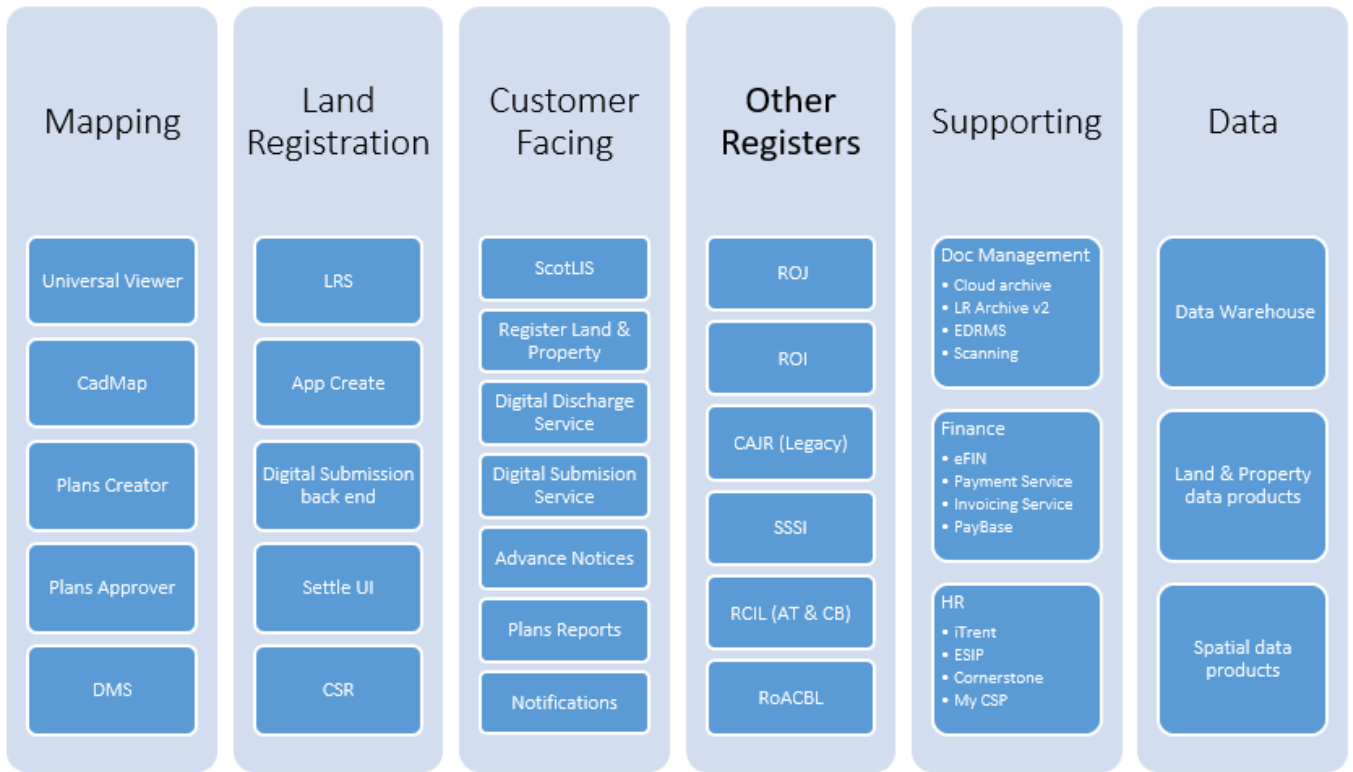 Mapping
Universal Viewer
CadMap
Plans Creator
Plans Approver
DMS
Land
Registration
LRS
App Create
Digital Submission
back end
Settle UI
CSR
Customer
Facing
ScotLIS
Register Land &
Property
Digital Discharge
Service
Digital Submision
Service
Advance Notices
Plans Reports
Notifications
Other
Registers
ROJ
ROI
CAJR (Legacy)
SSSI
RCIL (AT & CB)
RoACBL
Supporting
Doc Management
• Cloud archive
• LR Archive v2
• EDRMS
• Scanning
Finance
• eFIN
• Payment Service
• Invoicing Service
• PayBase
HR
• iTrent
• ESIP
• Cornerstone
• My CSP
Data
Data Warehouse
Land & Property
data products
Spatial data
products